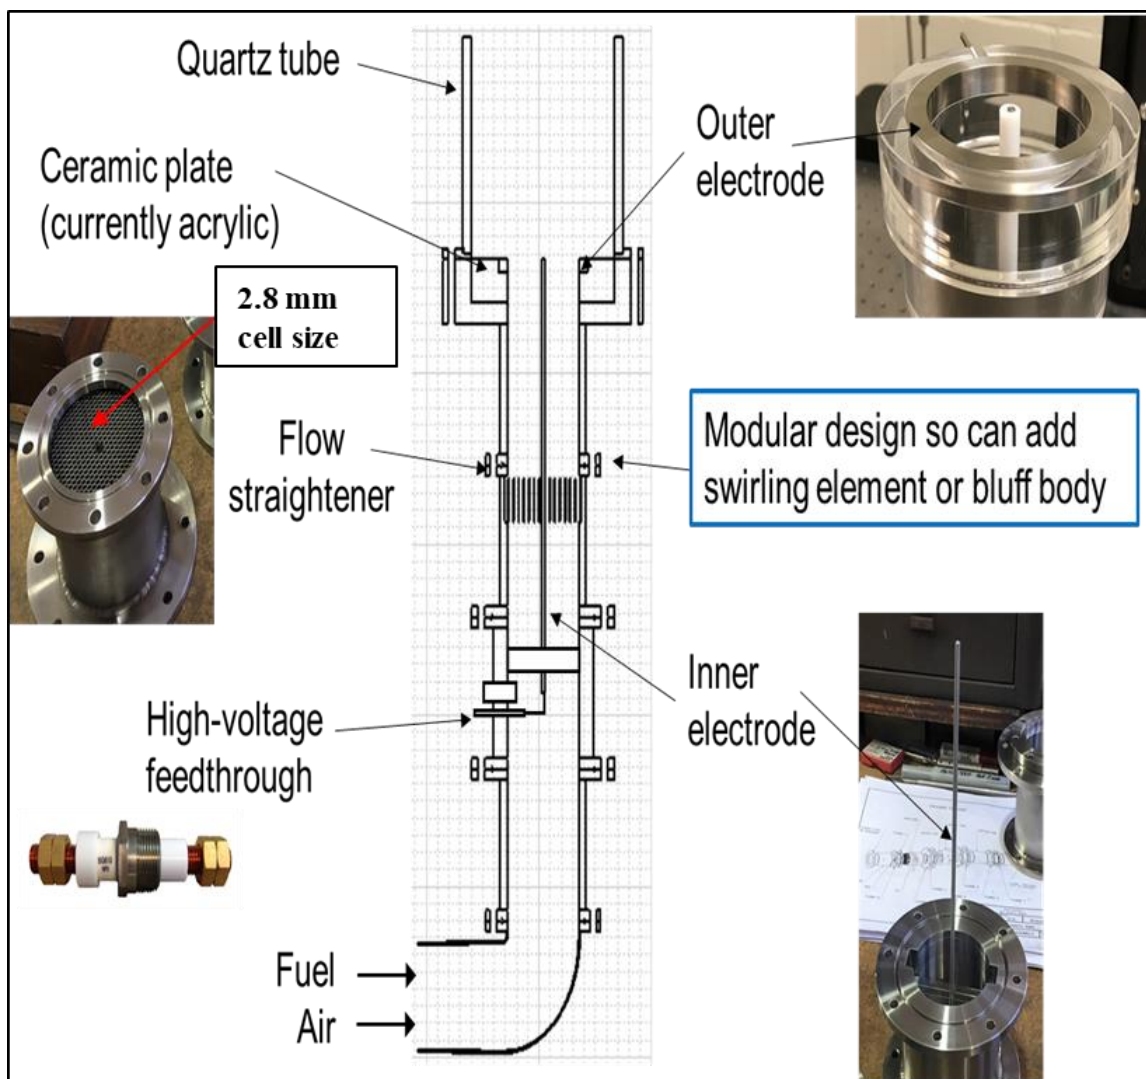 Quartz tube
Outer
electrode
Ceramic plate
(currently acrylic)
2.8 mm
cell size
Flow
straightener
Modular design so can add
swirling element or bluff body
Inner
electrode
High-voltage
feedthrough
Fuel
Air